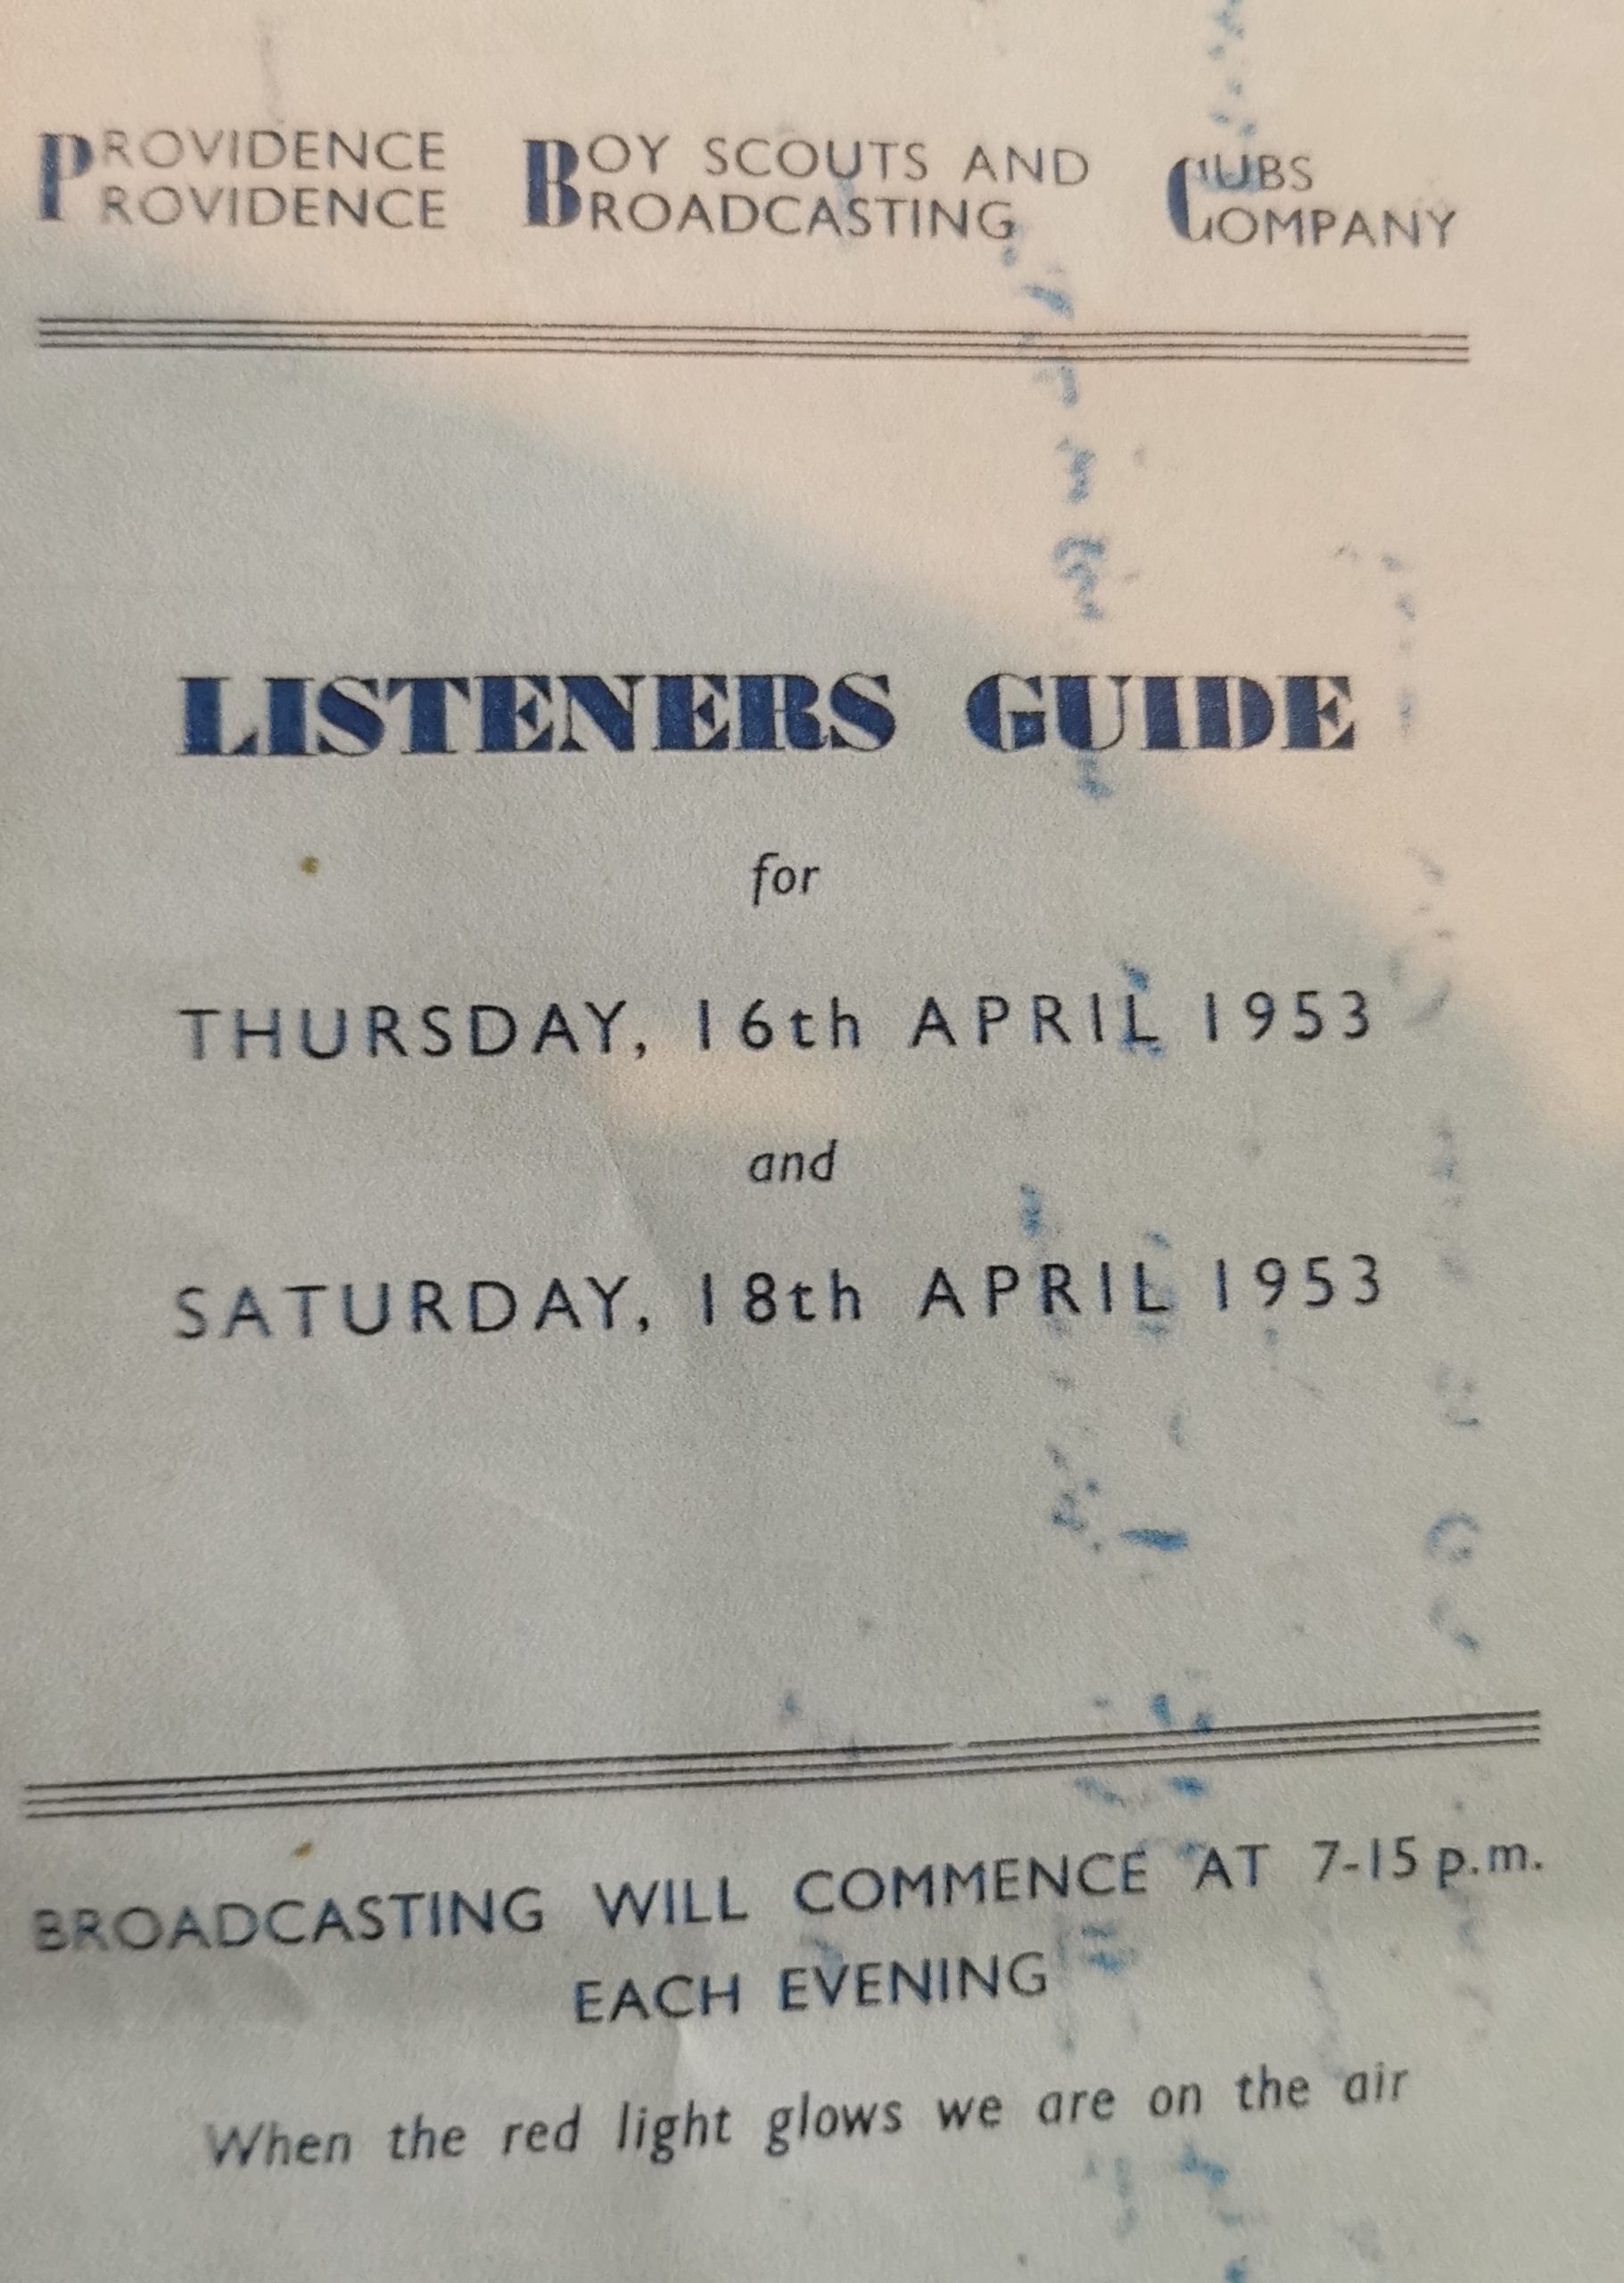 PROVIDENCE BOY SCOUTS AND CUBS
PROVIDENCE BROADCASTING COMPANY
LISTENERS GUIDE
for
THURSDAY, 16th APRIL 1953
and
SATURDAY, 18th APRIL 1953
BROADCASTING WILL COMMENCE AT 7-15 p.m.
EACH EVENING
When the red light glows we are on the air